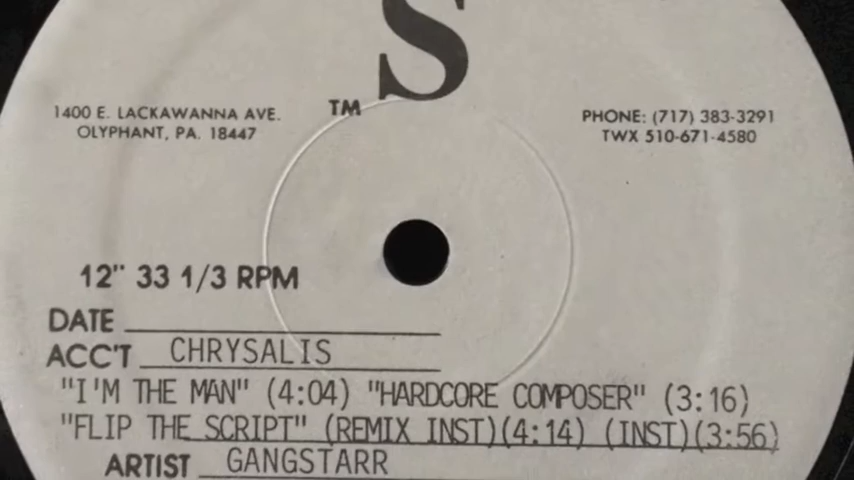 S
TM
1400 E. LACKAWANNA AVE.
OLYPHANT, PA. 18447
PHONE: (717) 383-3291
TWX 510-671-4580
12" 33 1/3 RPM
DATE
ACC'T CHRYSALIS
"I'M THE MAN" (4:04) "HARDCORE COMPOSER" (3:16)
"FLIP THE SCRIPT" (REMIX INST)(4:14) (INST)(3:56)
ARTIST GANGSTARR